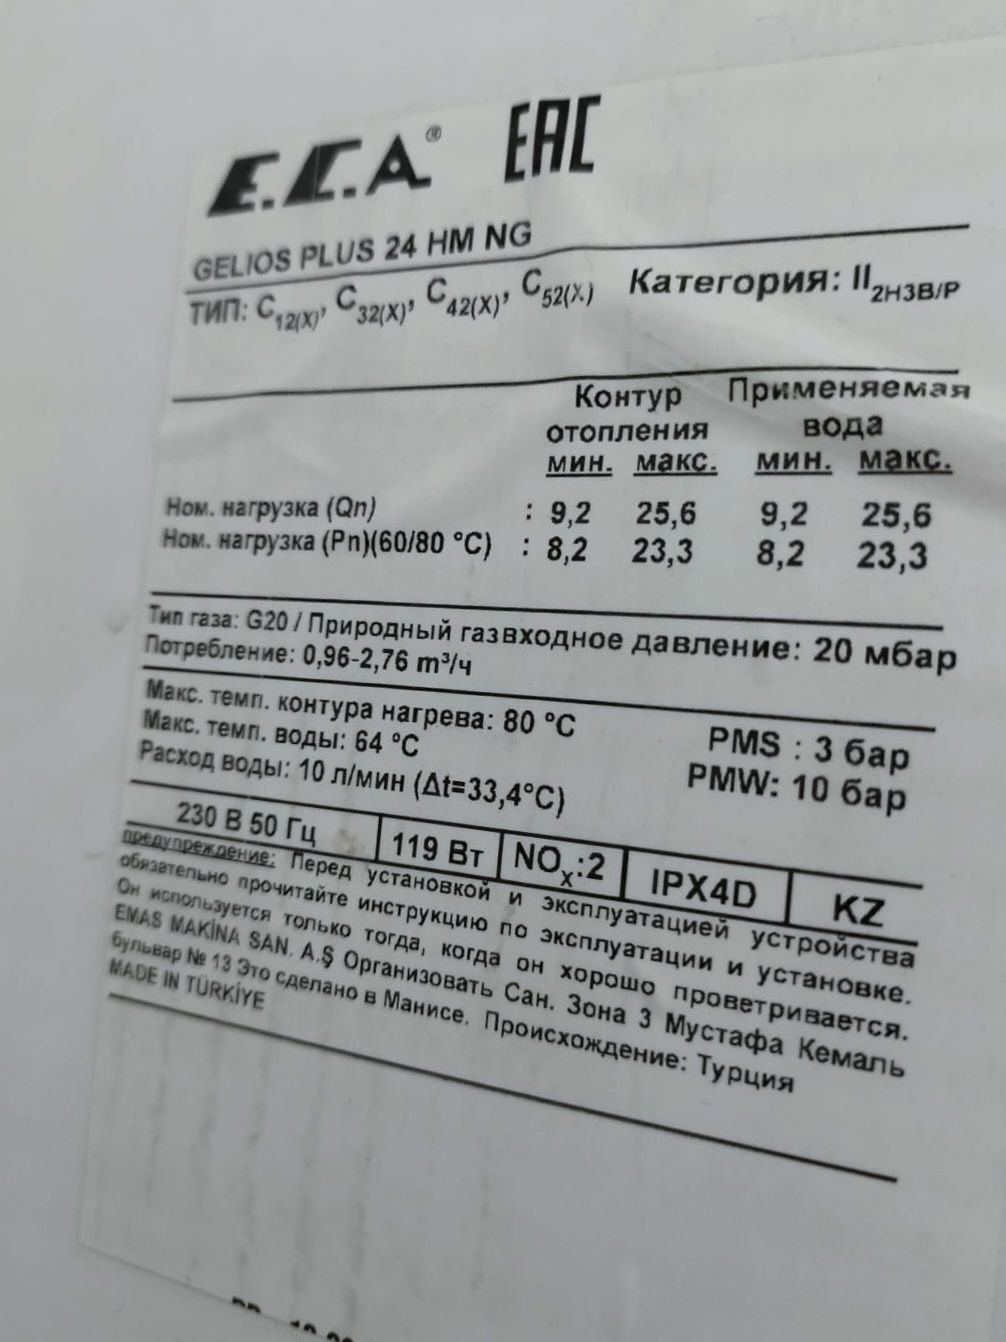 E.C.A.® EAC
GELIOS PLUS 24 HM NG
ТИП: C12(X), C32(X), C42(X), C52(X) Категория: II2H3B/P
Контур отопления Применяемая вода
мин. макс. мин. макс.
Ном. нагрузка (Qn) : 9,2 25,6 9,2 25,6
Ном. нагрузка (Pn)(60/80 °C) : 8,2 23,3 8,2 23,3
Тип газа: G20 / Природный газвходное давление: 20 мбар
Потребление: 0,96-2,76 m³/ч
Макс. темп. контура нагрева: 80 °C PMS : 3 бар
Макс. темп. воды: 64 °C PMW: 10 бар
Расход воды: 10 л/мин (Δt=33,4°C)
230 В 50 Гц 119 Вт NOx:2 IPX4D KZ
предупреждение: Перед установкой и эксплуатацией устройства
обязательно прочитайте инструкцию по эксплуатации и установке.
Он используется только тогда, когда он хорошо проветривается.
EMAS MAKİNA SAN. A.Ş Организовать Сан. Зона 3 Мустафа Кемаль
бульвар № 13 Это сделано в Манисе. Происхождение: Турция
MADE IN TÜRKİYE